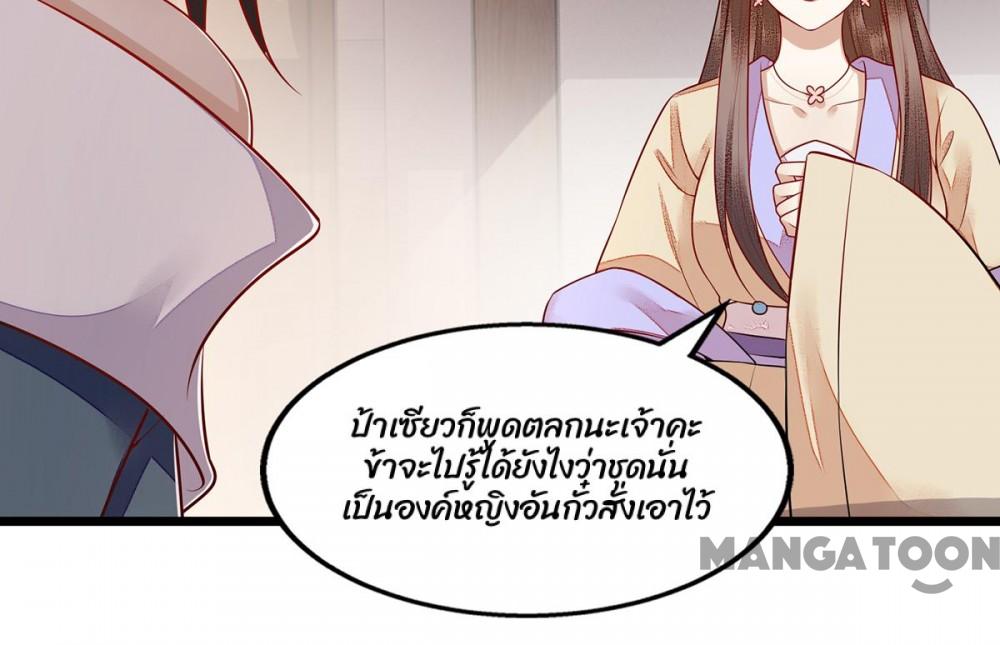 ป้าเซียวก็พูดตลกนะเจ้าคะ
ข้าจะไปรู้ได้ยังไงว่าชุดนั่น
เป็นองค์หญิงอันกั๋วสั่งเอาไว้
MANGATOON